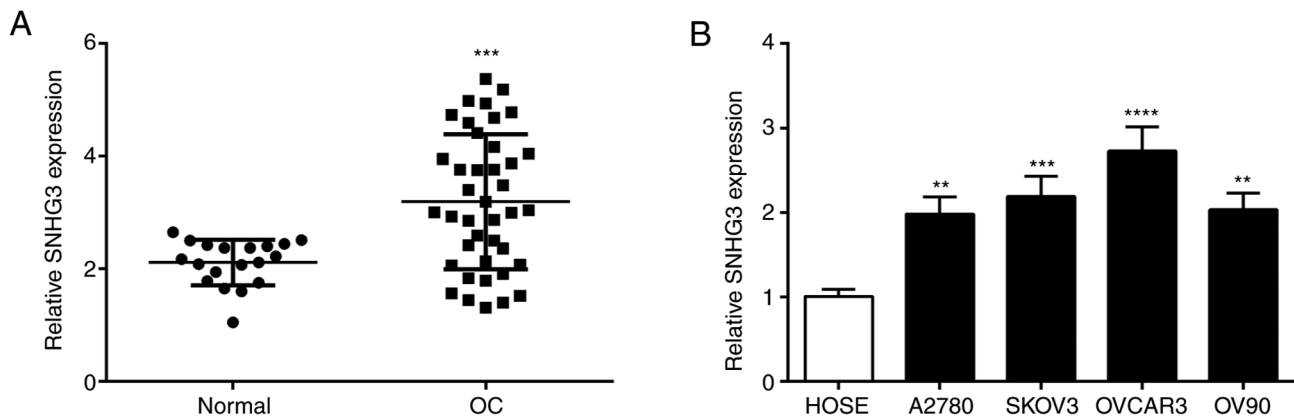 A
Relative SNHG3 expression
6
4
2
0
***
Normal
OC
B
Relative SNHG3 expression
4
3
2
1
0
**
***
****
**
HOSE
A2780
SKOV3
OVCAR3
OV90